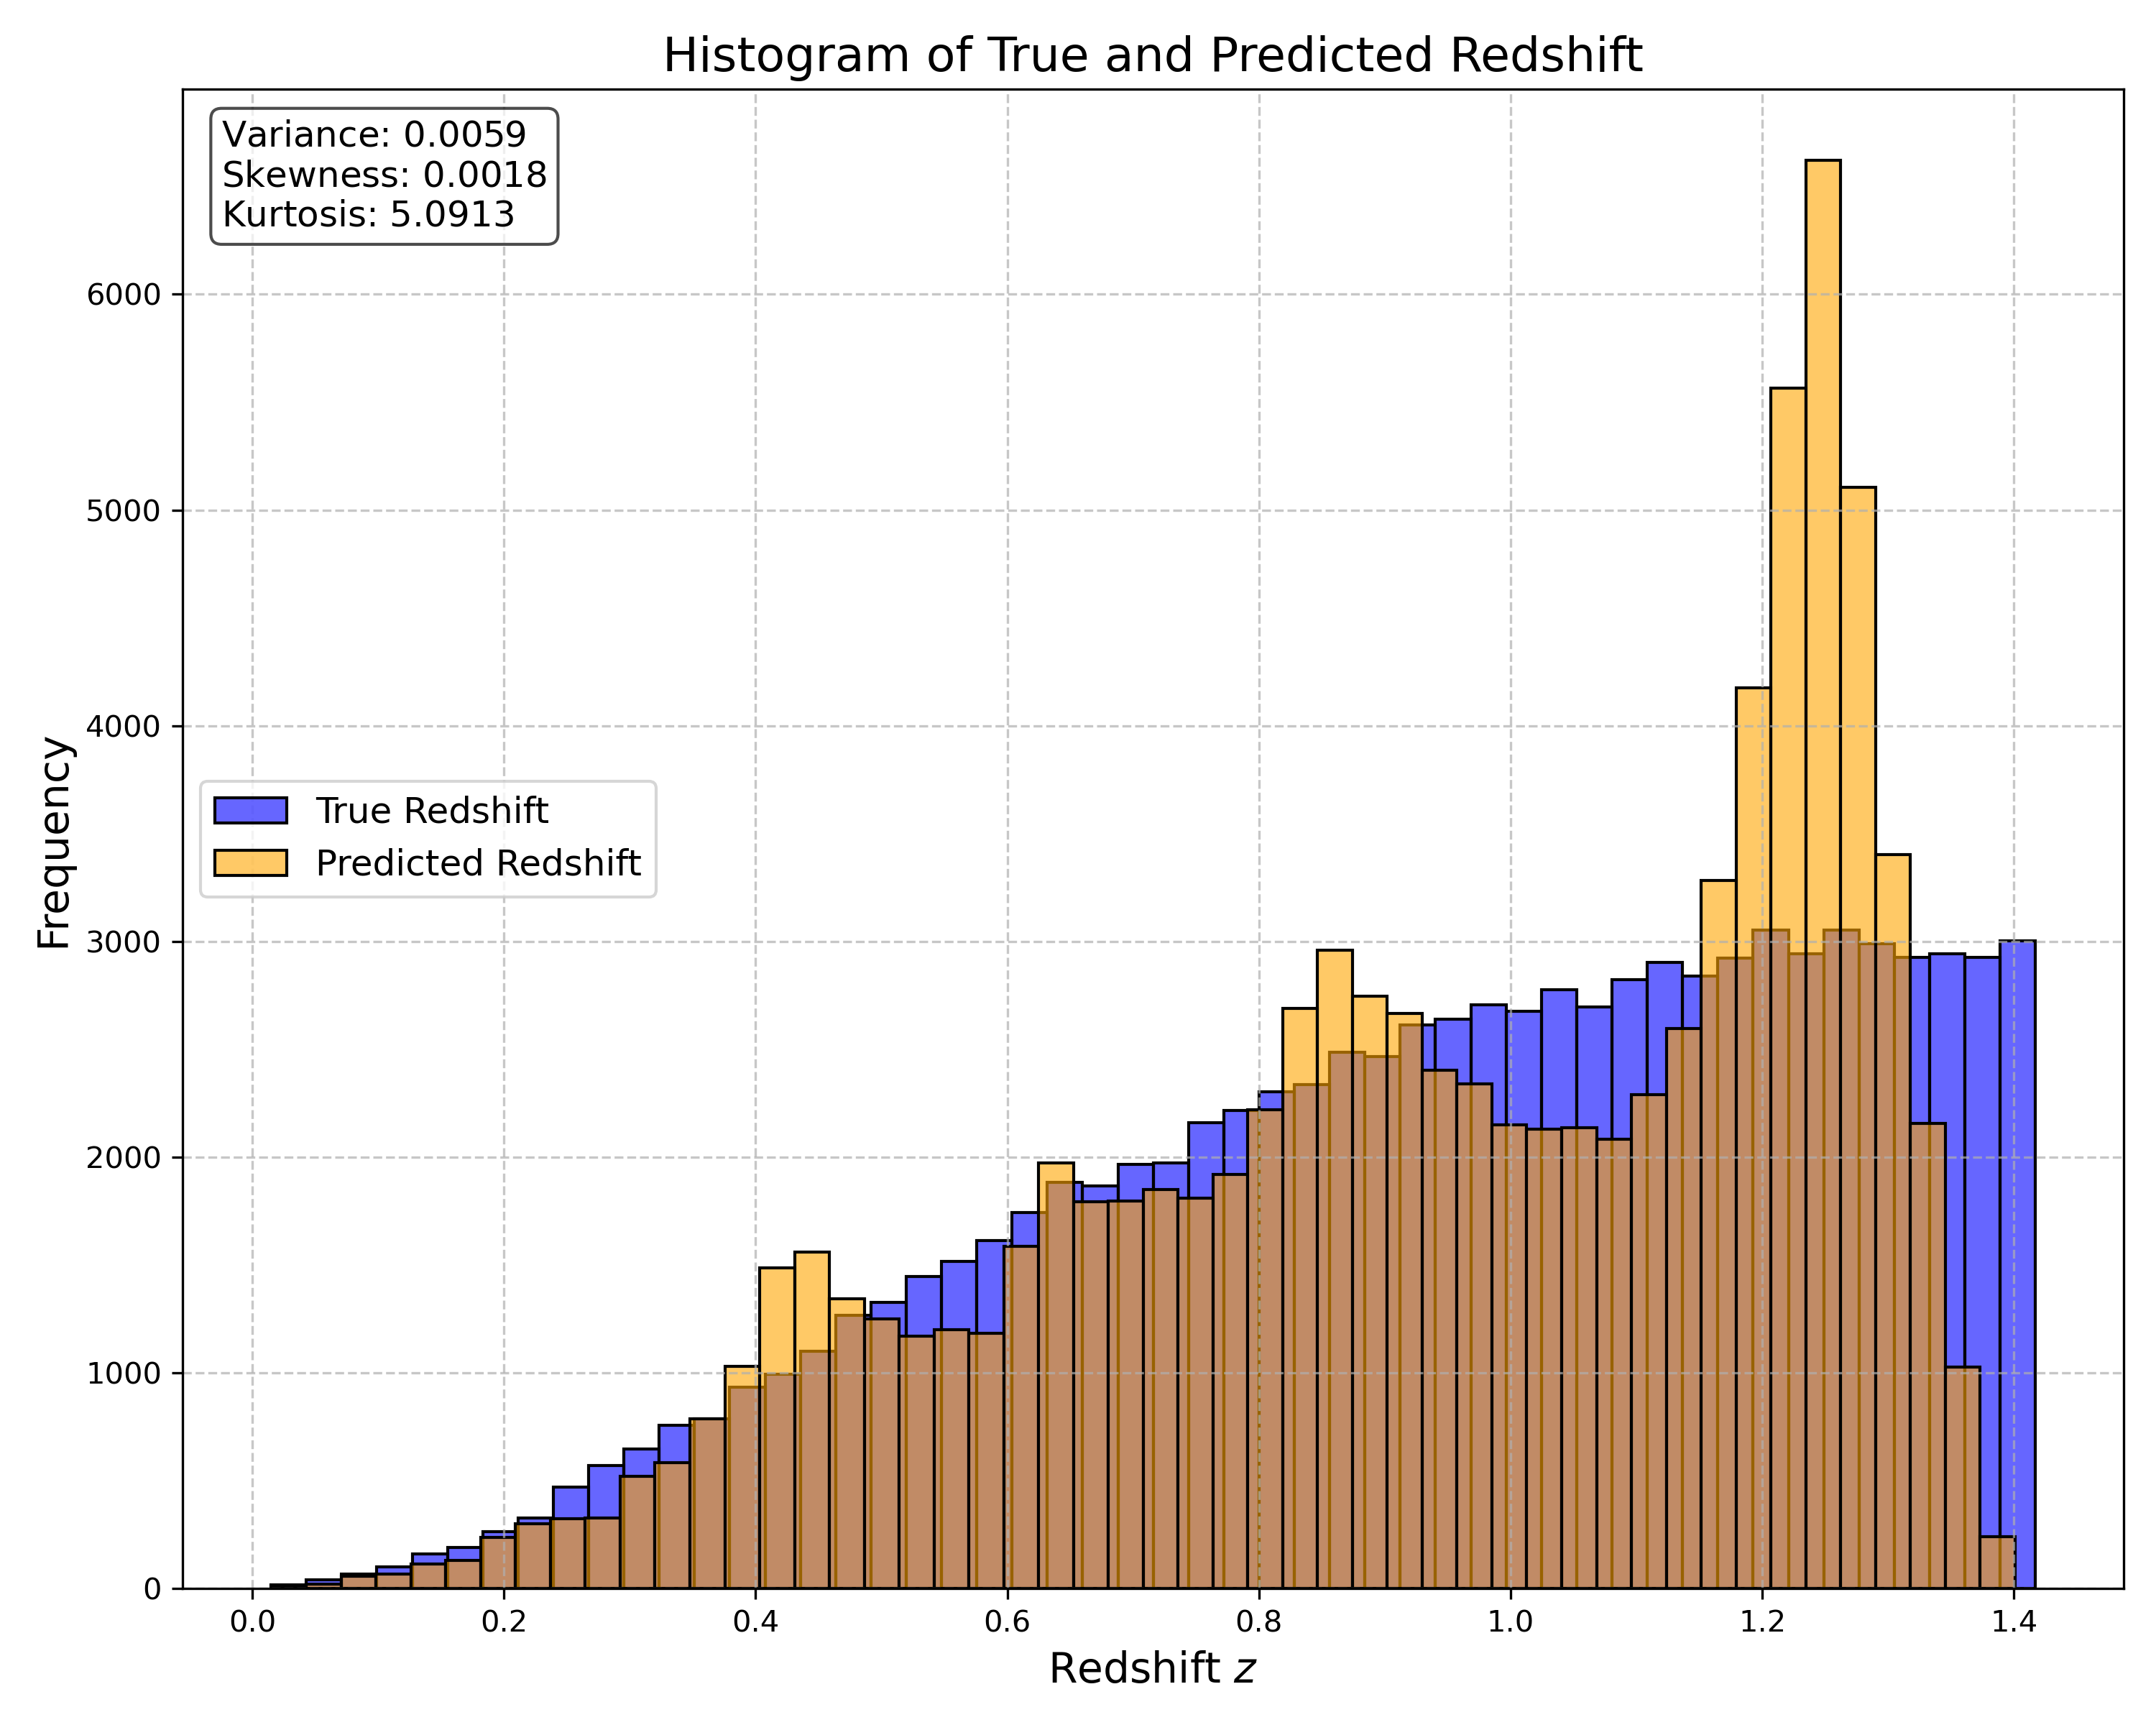 Histogram of True and Predicted Redshift
Variance: 0.0059
Skewness: 0.0018
Kurtosis: 5.0913
6000
5000
4000
3000
2000
1000
0
Frequency
True Redshift
Predicted Redshift
0.0 0.2 0.4 0.6 0.8 1.0 1.2 1.4
Redshift z